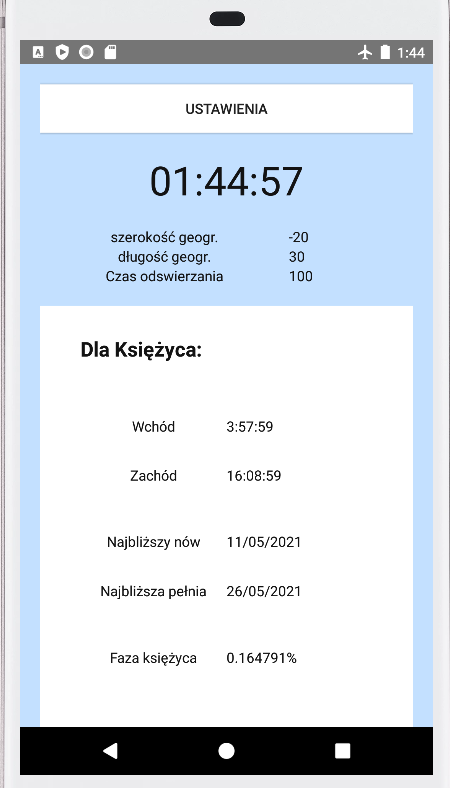 1:44
USTAWIENIA
01:44:57
szerokość geogr. -20
długość geogr. 30
Czas odswierzania 100
Dla Księżyca:
Wchód 3:57:59
Zachód 16:08:59
Najbliższy nów 11/05/2021
Najbliższa pełnia 26/05/2021
Faza księżyca 0.164791%